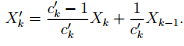 X'_k = \frac{c'_k - 1}{c'_k} X_k + \frac{1}{c'_k} X_{k-1}.